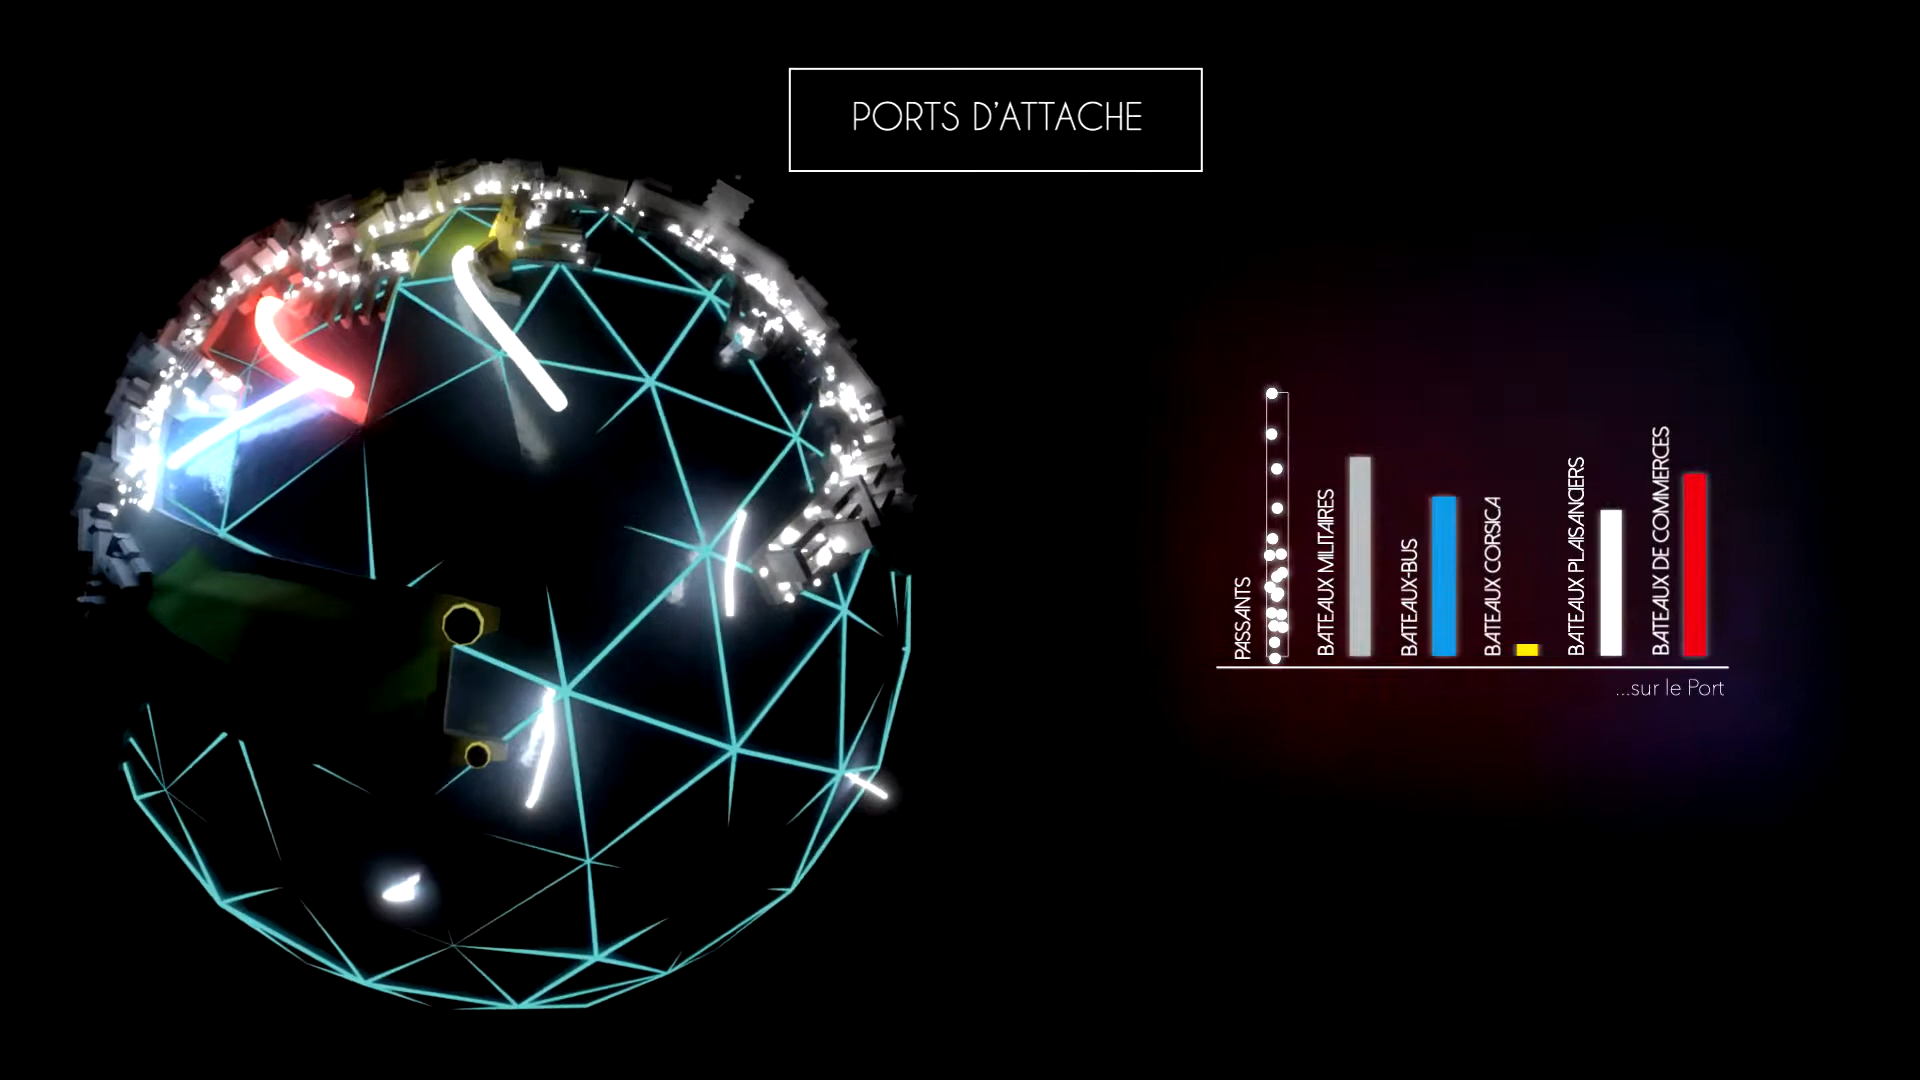 PORTS D'ATTACHE
PASSANTS
BATEAUX MILITAIRES
BATEAUX-BUS
BATEAUX CORSICA
BATEAUX PLAISANCIERS
BATEAUX DE COMMERCES
...sur le Port